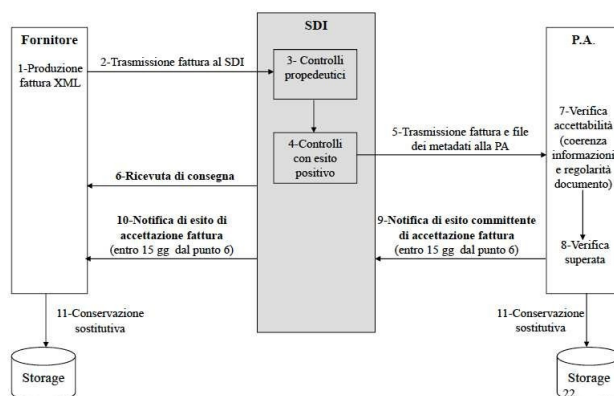 SDI
Fornitore
P.A.
1-Produzione
fattura XML
2-Trasmissione fattura al SDI
3- Controlli
propedeutici
4-Controlli
con esito
positivo
5-Trasmissione fattura e file
dei metadati alla PA
7-Verifica
accettabilità
(coerenza
informazioni
e regolarità
documento)
6-Ricevuta di consegna
10-Notifica di esito di
accettazione fattura
(entro 15 gg dal punto 6)
9-Notifica di esito committente
di accettazione fattura
(entro 15 gg dal punto 6)
8-Verifica
superata
11-Conservazione
sostitutiva
11-Conservazione
sostitutiva
Storage
Storage
22